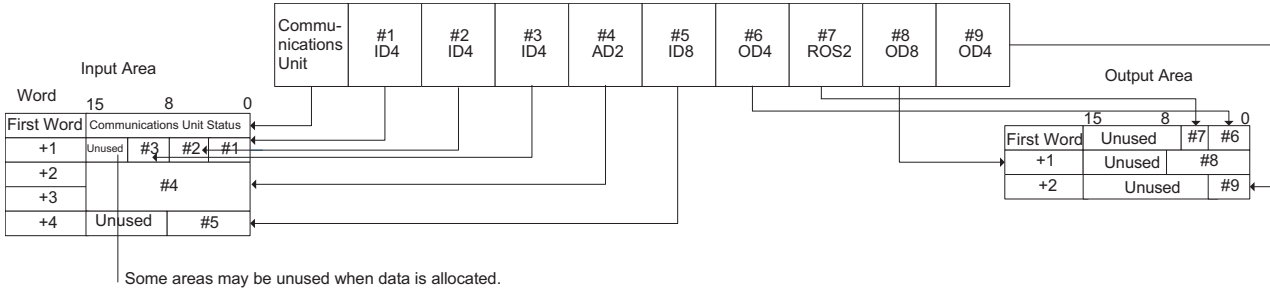 Commu-
nications
Unit
#1
ID4
#2
ID4
#3
ID4
#4
AD2
#5
ID8
#6
OD4
#7
ROS2
#8
OD8
#9
OD4
Input Area
Word 15 8 0
First Word Communications Unit Status
+1 Unused #3 #2 #1
+2
#4
+3
+4 Unused #5
Some areas may be unused when data is allocated.
Output Area
15 8 0
First Word Unused #7 #6
+1 Unused #8
+2 Unused #9